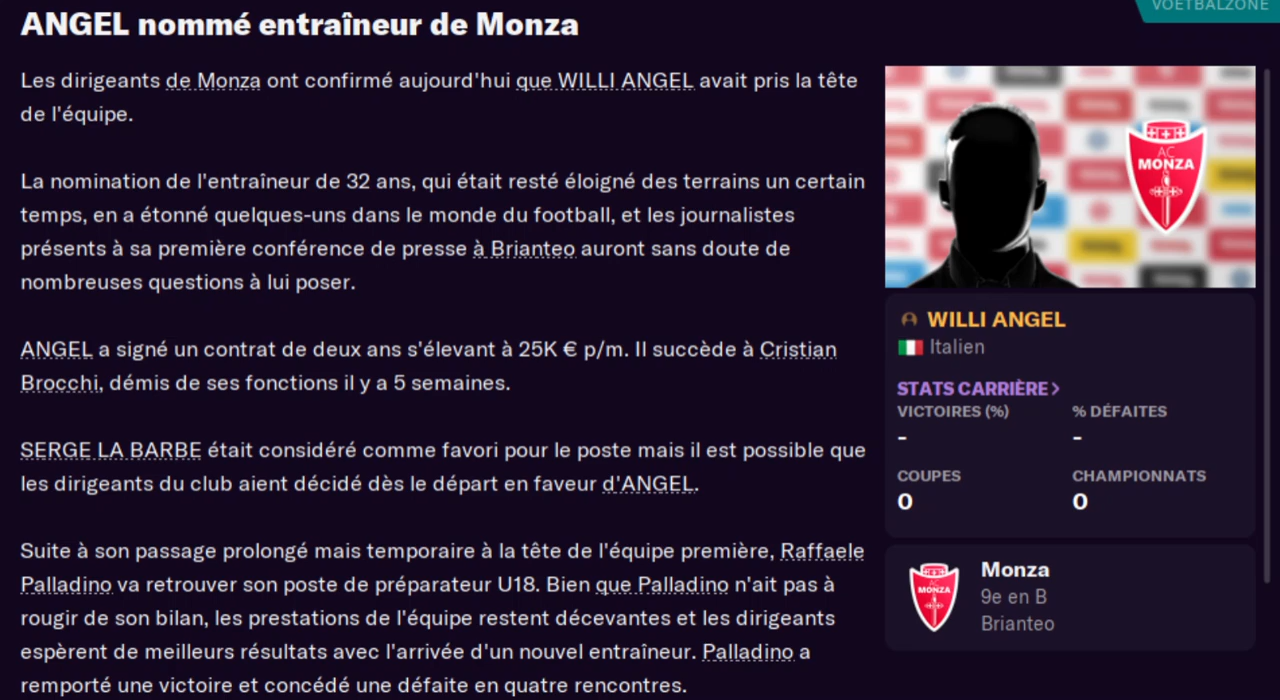 VOETBALZONE
ANGEL nommé entraîneur de Monza
Les dirigeants de Monza ont confirmé aujourd'hui que WILLI ANGEL avait pris la tête
de l'équipe.
La nomination de l'entraîneur de 32 ans, qui était resté éloigné des terrains un certain
temps, en a étonné quelques-uns dans le monde du football, et les journalistes
présents à sa première conférence de presse à Brianteo auront sans doute de
nombreuses questions à lui poser.
ANGEL a signé un contrat de deux ans s'élevant à 25K € p/m. Il succède à Cristian
Brocchi, démis de ses fonctions il y a 5 semaines.
SERGE LA BARBE était considéré comme favori pour le poste mais il est possible que
les dirigeants du club aient décidé dès le départ en faveur d'ANGEL.
Suite à son passage prolongé mais temporaire à la tête de l'équipe première, Raffaele
Palladino va retrouver son poste de préparateur U18. Bien que Palladino n'ait pas à
rougir de son bilan, les prestations de l'équipe restent décevantes et les dirigeants
espèrent de meilleurs résultats avec l'arrivée d'un nouvel entraîneur. Palladino a
remporté une victoire et concédé une défaite en quatre rencontres.
AC
MONZA
WILLI ANGEL
Italien
STATS CARRIÈRE >
VICTOIRES (%) % DÉFAITES
- -
COUPES CHAMPIONNATS
0 0
AC
MONZA
Monza
9e en B
Brianteo